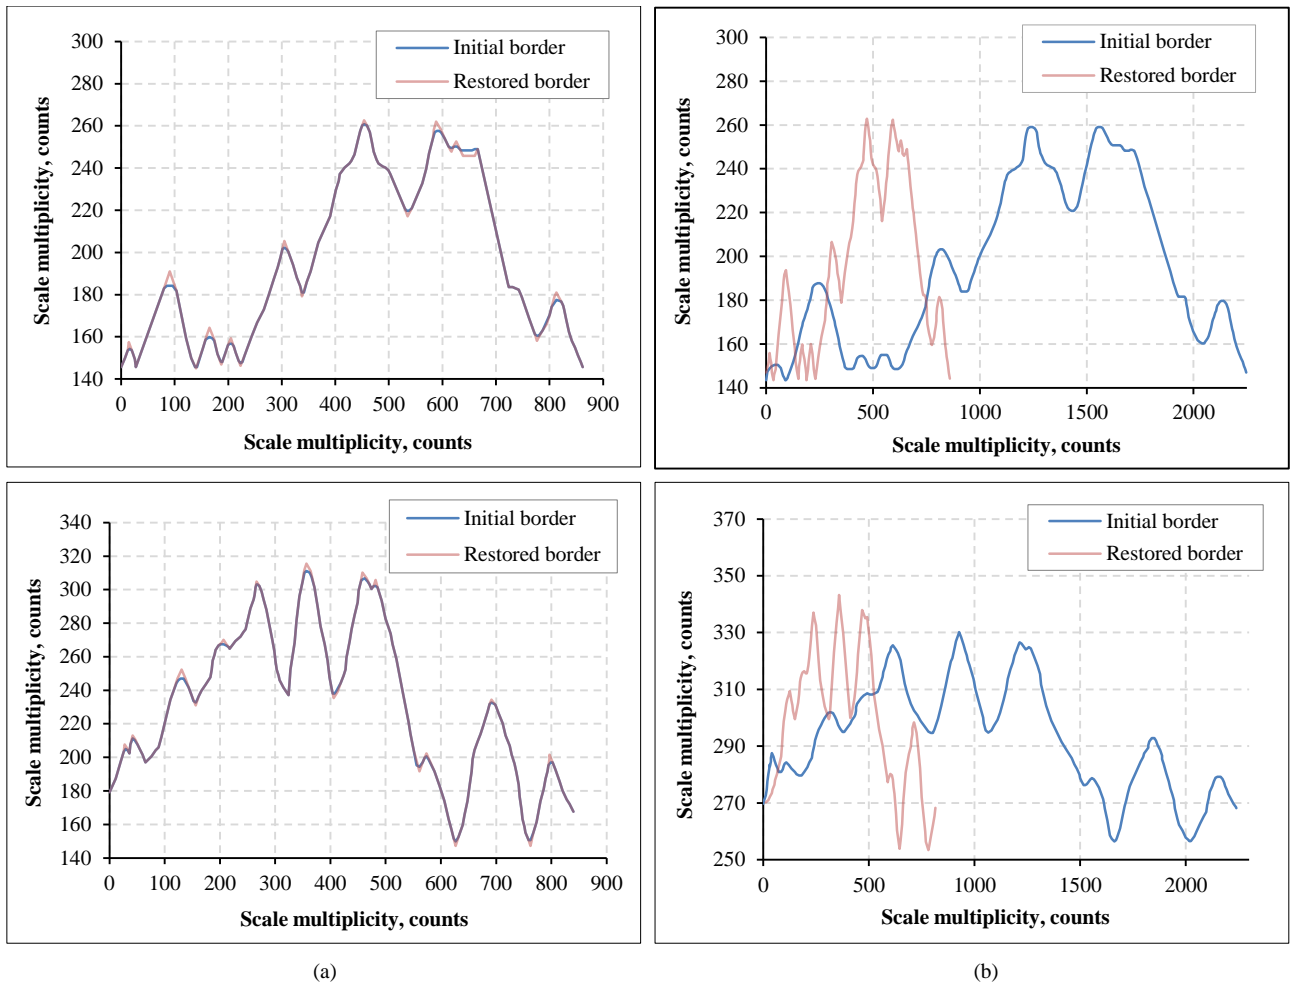 Initial border
Restored border
300
280
260
240
220
200
180
160
140
0 100 200 300 400 500 600 700 800 900
Scale multiplicity, counts
Scale multiplicity, counts
Initial border
Restored border
300
280
260
240
220
200
180
160
140
0 500 1000 1500 2000
Scale multiplicity, counts
Scale multiplicity, counts
Initial border
Restored border
340
320
300
280
260
240
220
200
180
160
140
0 100 200 300 400 500 600 700 800 900
Scale multiplicity, counts
Scale multiplicity, counts
Initial border
Restored border
370
350
330
310
290
270
250
0 500 1000 1500 2000
Scale multiplicity, counts
Scale multiplicity, counts
(a)
(b)